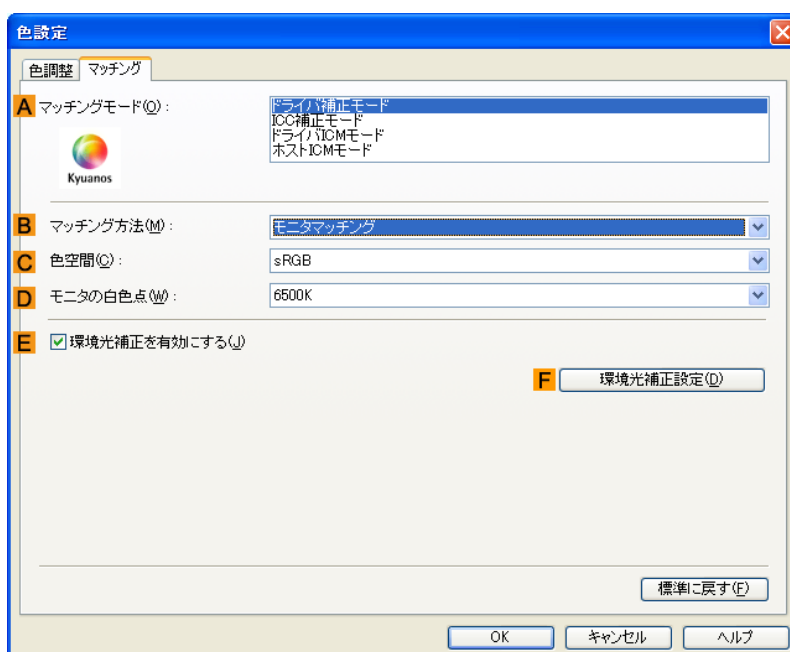 色設定
色調整 マッチング
A マッチングモード(O): ドライバ補正モード
ICC補正モード
ドライバICMモード
ホストICMモード
Kyuanos
B マッチング方法(M): モニタマッチング
C 色空間(C): sRGB
D モニタの白色点(W): 6500K
E 環境光補正を有効にする(J)
F 環境光補正設定(D)
標準に戻す(F)
OK キャンセル ヘルプ